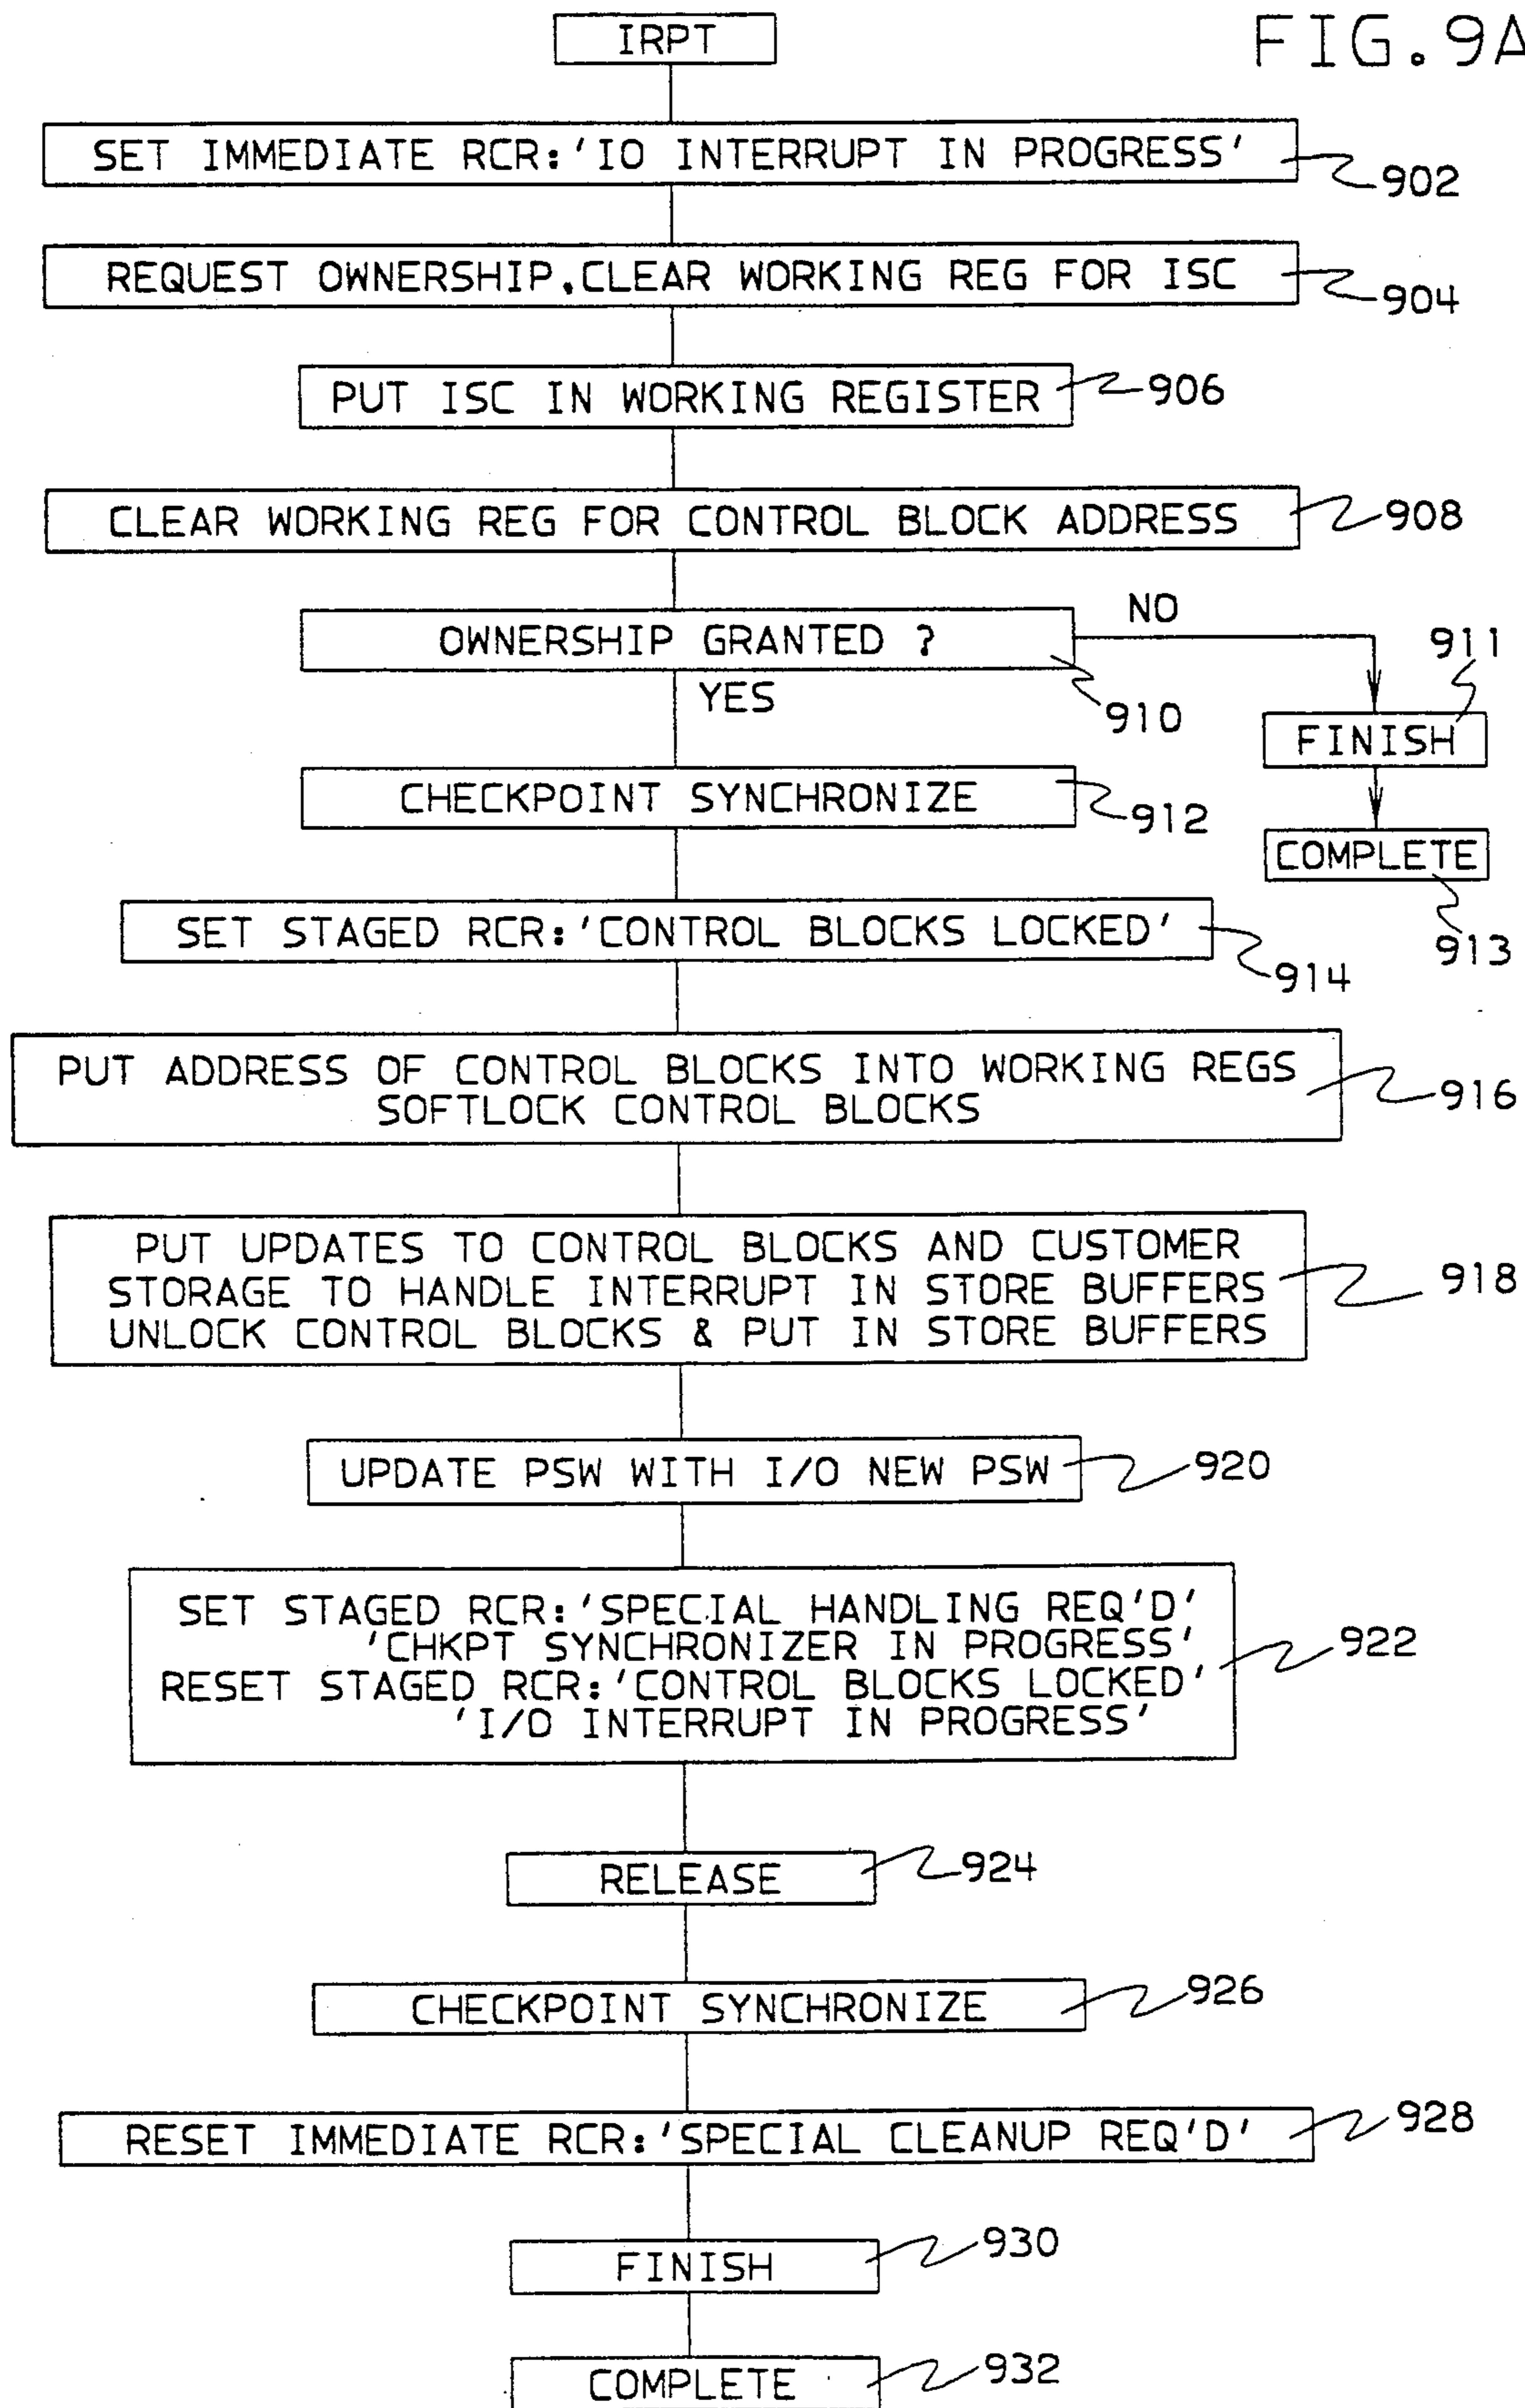 FIG.9A
IRPT
SET IMMEDIATE RCR:'IO INTERRUPT IN PROGRESS'
902
REQUEST OWNERSHIP.CLEAR WORKING REG FOR ISC
904
PUT ISC IN WORKING REGISTER
906
CLEAR WORKING REG FOR CONTROL BLOCK ADDRESS
908
OWNERSHIP GRANTED ?
NO
910
YES
911
FINISH
COMPLETE
913
CHECKPOINT SYNCHRONIZE
912
SET STAGED RCR:'CONTROL BLOCKS LOCKED'
914
PUT ADDRESS OF CONTROL BLOCKS INTO WORKING REGS
SOFTLOCK CONTROL BLOCKS
916
PUT UPDATES TO CONTROL BLOCKS AND CUSTOMER
STORAGE TO HANDLE INTERRUPT IN STORE BUFFERS
UNLOCK CONTROL BLOCKS & PUT IN STORE BUFFERS
918
UPDATE PSW WITH I/O NEW PSW
920
SET STAGED RCR:'SPECIAL HANDLING REQ'D'
'CHKPT SYNCHRONIZER IN PROGRESS'
RESET STAGED RCR:'CONTROL BLOCKS LOCKED'
'I/O INTERRUPT IN PROGRESS'
922
RELEASE
924
CHECKPOINT SYNCHRONIZE
926
RESET IMMEDIATE RCR:'SPECIAL CLEANUP REQ'D'
928
FINISH
930
COMPLETE
932